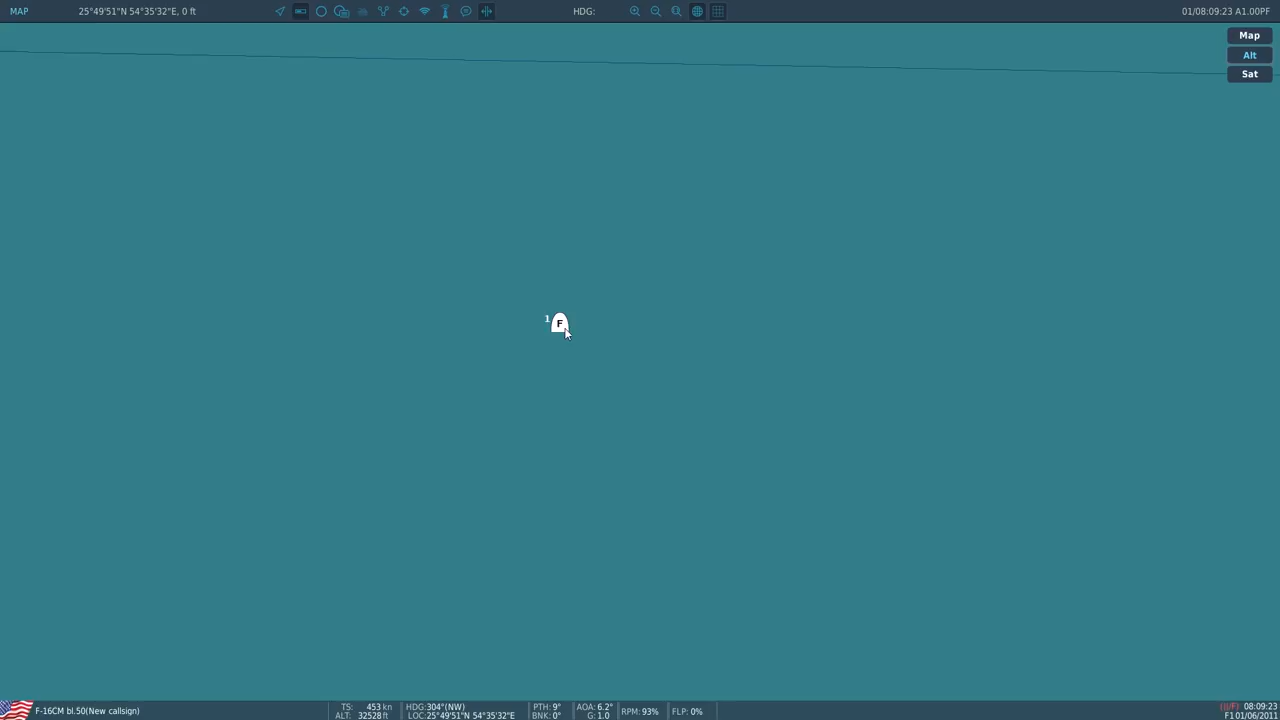 MAP 25°49'51"N 54°35'32"E, 0 ft HDG: 01/08:09:23 A1.00PF
Map
Alt
Sat
1 F
F-16CM bl.50(New callsign) TS: 453 kn HDG:304°(NW) PTH: 9° AOA: 6.2° RPM: 93% FLP: 0% (JJ/F) 08:09:23
ALT: 32528 ft LOC:25°49'51"N 54°35'32"E BNK: 0° G: 1.0 F1 01/06/2011